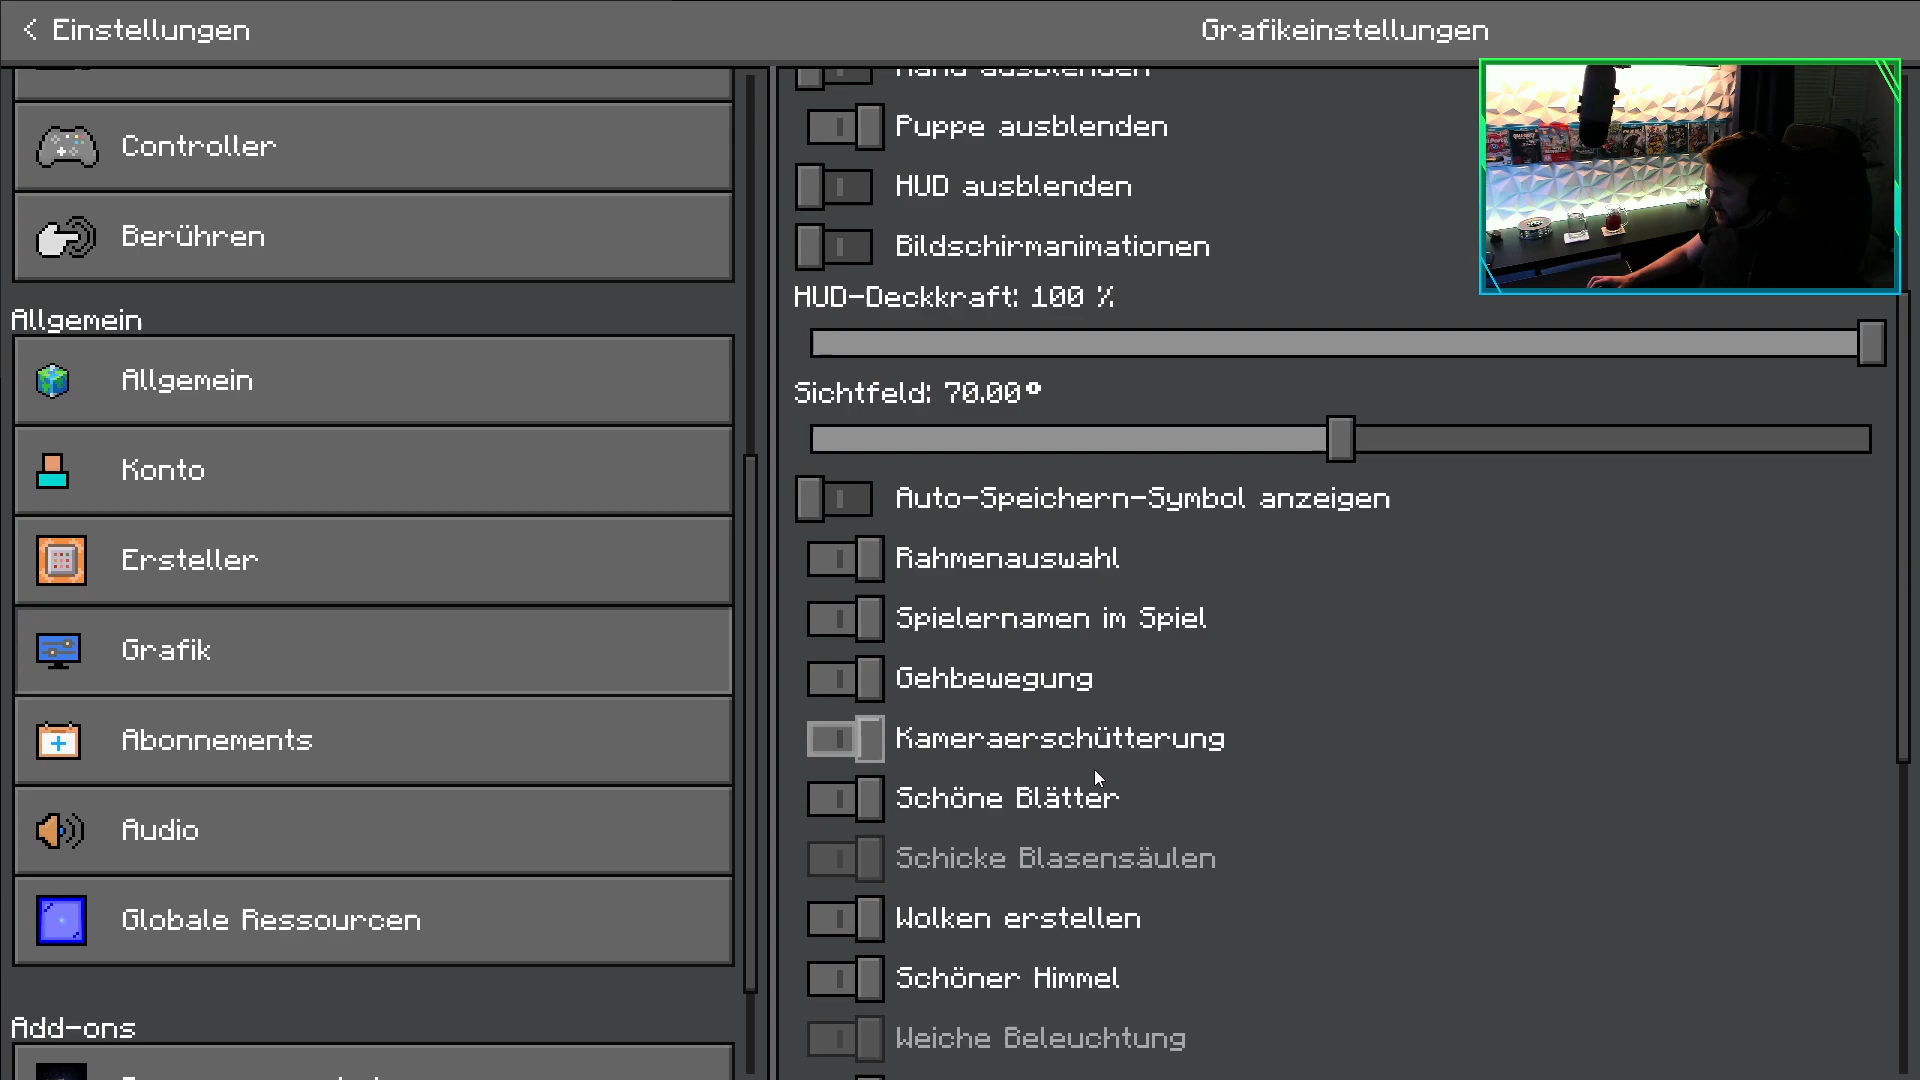 Einstellungen
Grafikeinstellungen
Controller
Berühren
Allgemein
Allgemein
Konto
Ersteller
Grafik
Abonnements
Audio
Globale Ressourcen
Add-ons
Hand ausblenden
Puppe ausblenden
HUD ausblenden
Bildschirmanimationen
HUD-Deckkraft: 100 %
Sichtfeld: 70.00°
Auto-Speichern-Symbol anzeigen
Rahmenauswahl
Spielernamen im Spiel
Gehbewegung
Kameraerschütterung
Schöne Blätter
Schicke Blasensäulen
Wolken erstellen
Schöner Himmel
Weiche Beleuchtung